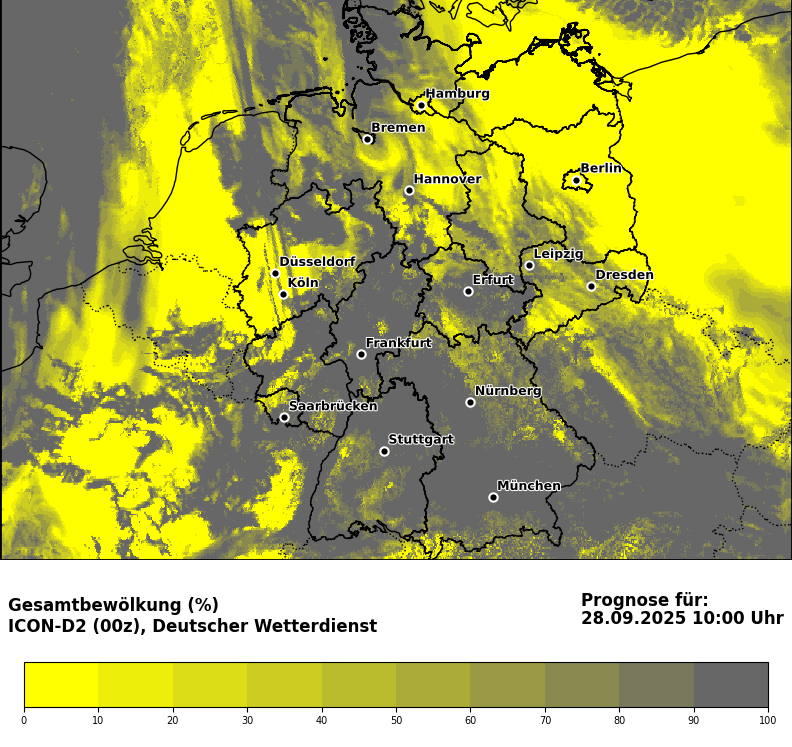 Hamburg
Bremen
Berlin
Hannover
Düsseldorf
Leipzig
Köln
Erfurt
Dresden
Frankfurt
Nürnberg
Saarbrücken
Stuttgart
München
Gesamtbewölkung (%)
ICON-D2 (00z), Deutscher Wetterdienst
Prognose für:
28.09.2025 10:00 Uhr
0 10 20 30 40 50 60 70 80 90 100